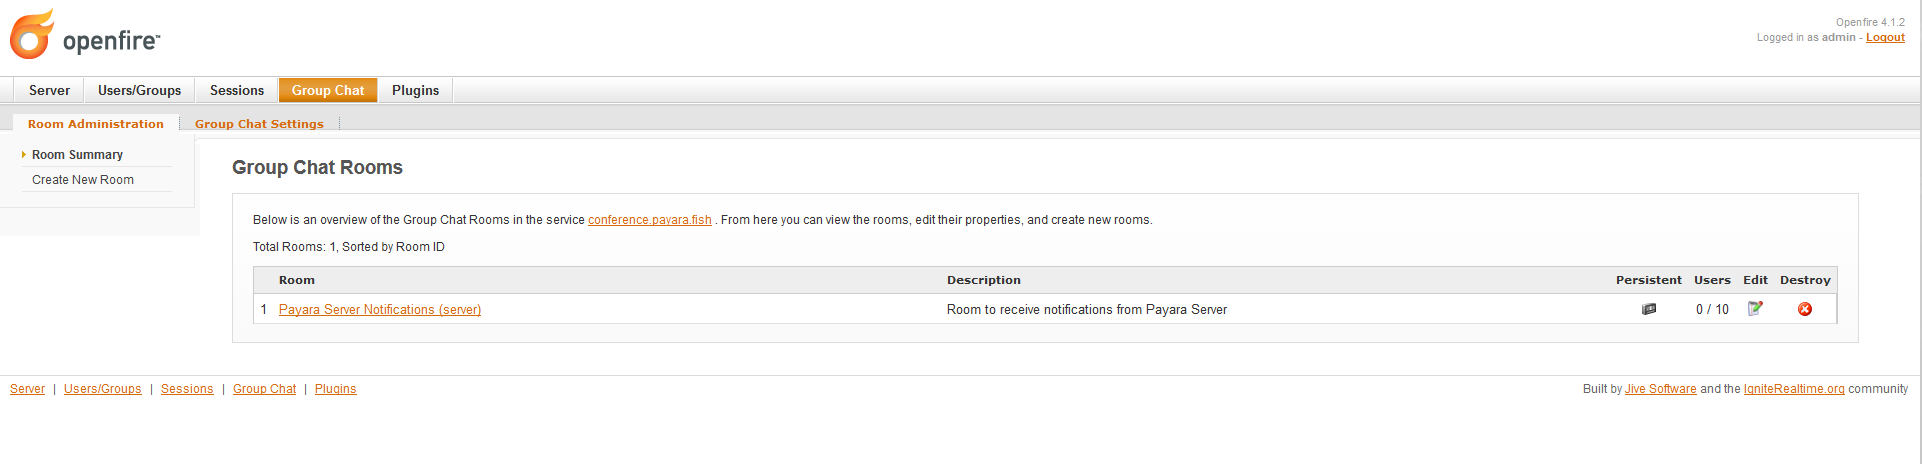 openfire™
Openfire 4.1.2
Logged in as admin - Logout
Server Users/Groups Sessions Group Chat Plugins
Room Administration Group Chat Settings
Room Summary
Create New Room
Group Chat Rooms
Below is an overview of the Group Chat Rooms in the service conference.payara.fish . From here you can view the rooms, edit their properties, and create new rooms.
Total Rooms: 1, Sorted by Room ID
Room Description Persistent Users Edit Destroy
1 Payara Server Notifications (server) Room to receive notifications from Payara Server 0 / 10
Server | Users/Groups | Sessions | Group Chat | Plugins
Built by Jive Software and the IgniteRealtime.org community